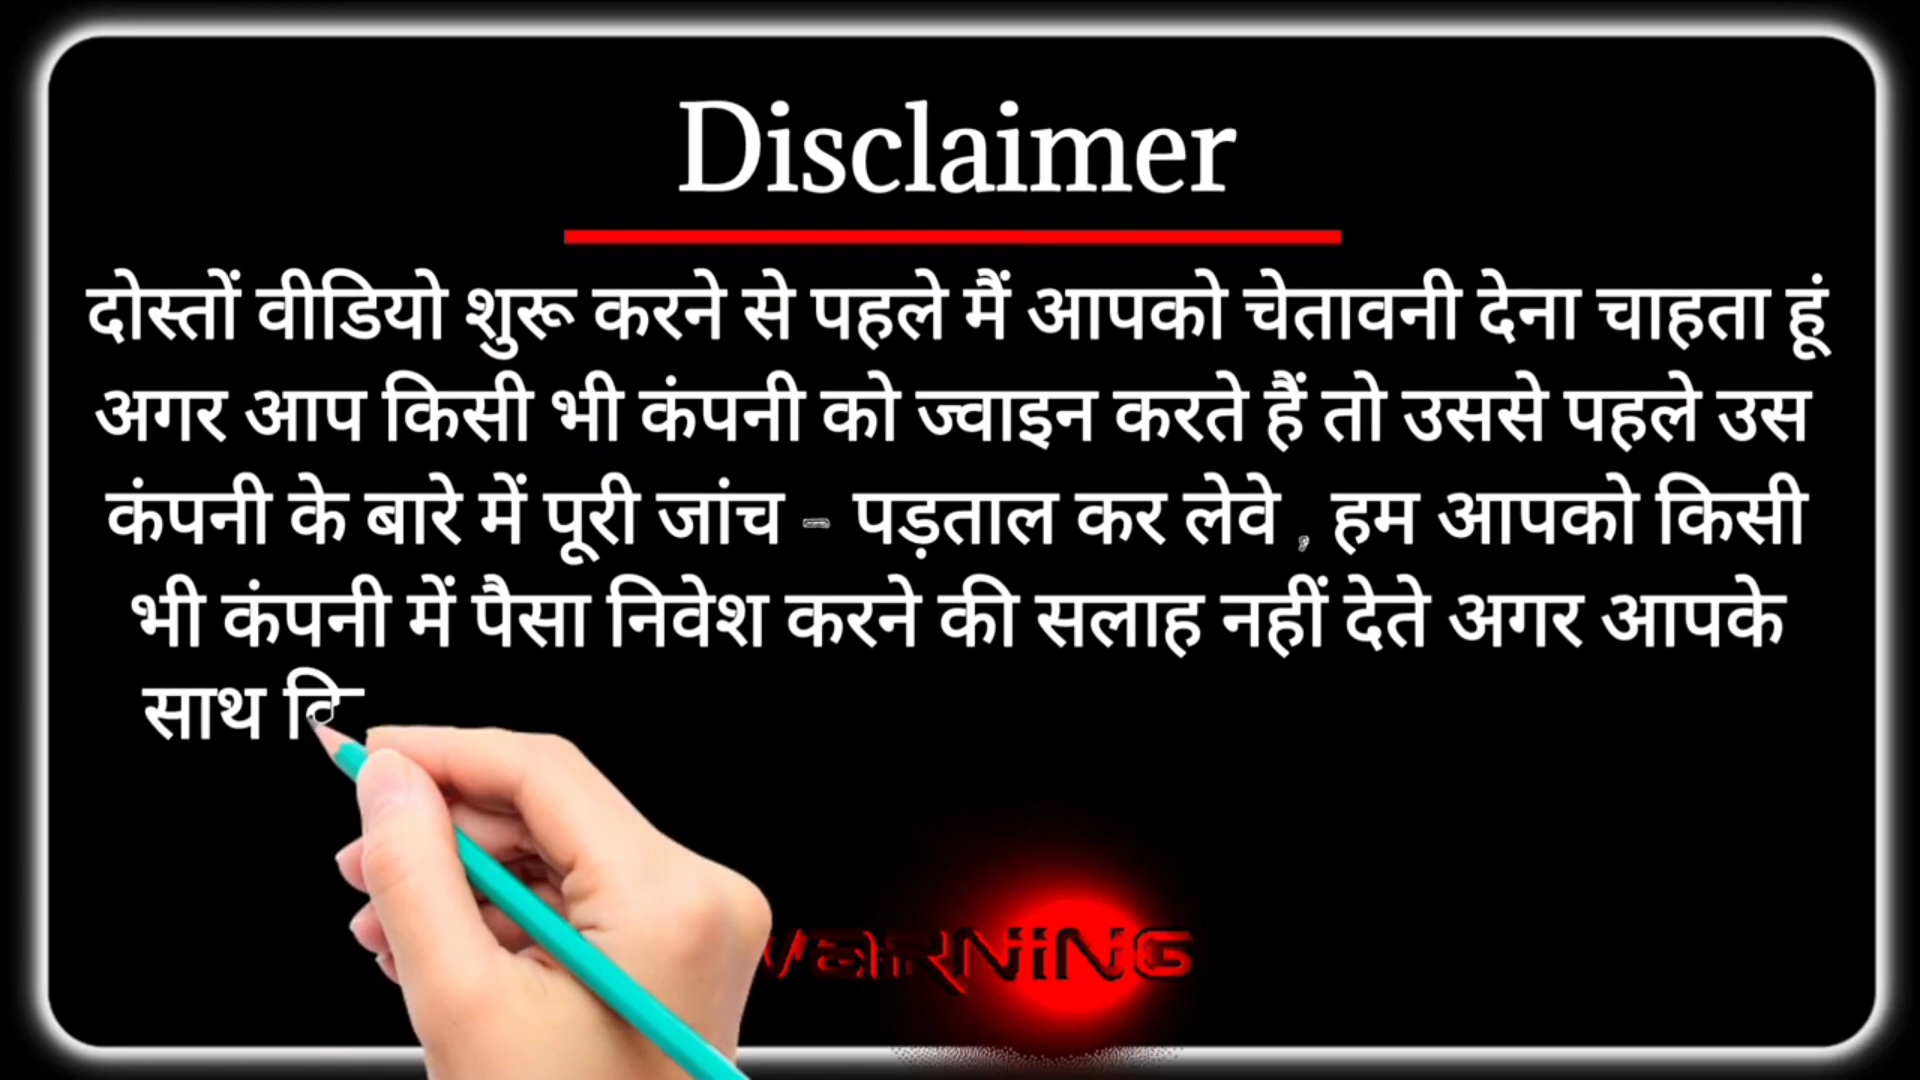 Disclaimer
दोस्तों वीडियो शुरू करने से पहले मैं आपको चेतावनी देना चाहता हूं
अगर आप किसी भी कंपनी को ज्वाइन करते हैं तो उससे पहले उस
कंपनी के बारे में पूरी जांच - पड़ताल कर लेवे , हम आपको किसी
भी कंपनी में पैसा निवेश करने की सलाह नहीं देते अगर आपके
साथ